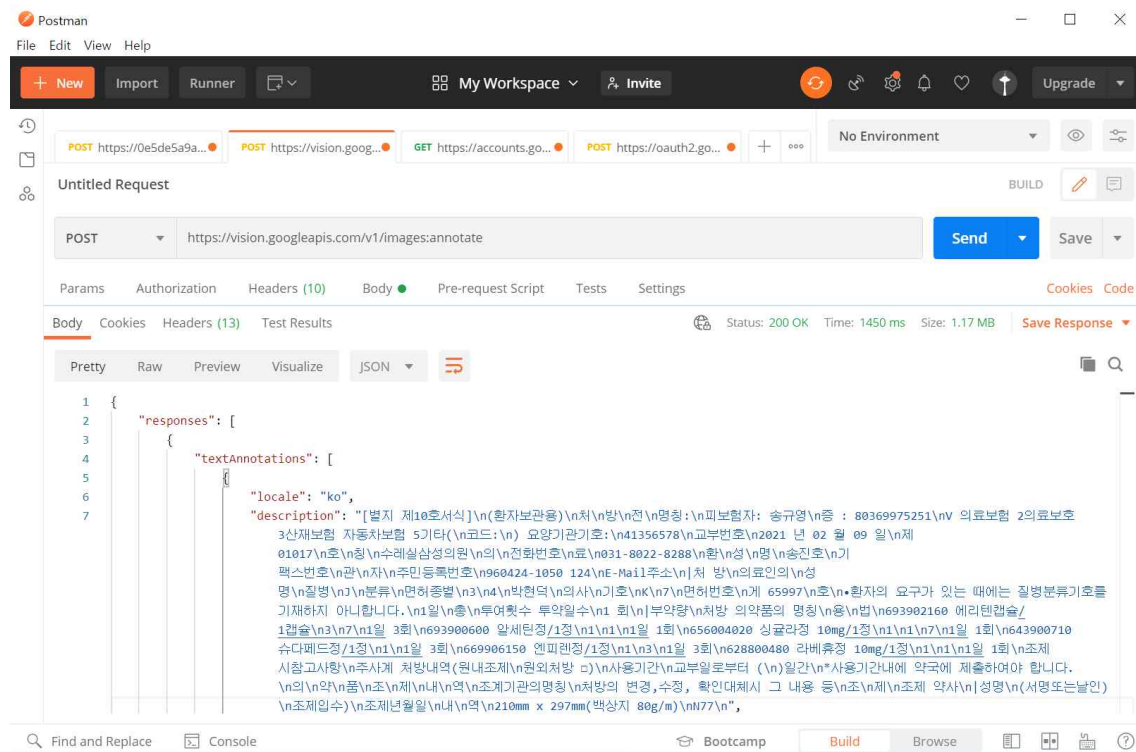 Postman
File Edit View Help
New Import Runner My Workspace Invite Upgrade
POST https://0e5de5a9a... POST https://vision.goog... GET https://accounts.go... POST https://oauth2.go... No Environment
Untitled Request BUILD
POST https://vision.googleapis.com/v1/images:annotate Send Save
Params Authorization Headers (10) Body Pre-request Script Tests Settings Cookies Code
Body Cookies Headers (13) Test Results Status: 200 OK Time: 1450 ms Size: 1.17 MB Save Response
Pretty Raw Preview Visualize JSON
1 {
2 "responses": [
3 {
4 "textAnnotations": [
5 {
6 "locale": "ko",
7 "description": "[별지 제10호서식]\n(환자보관용)\n처\n방\n전\n명칭:\n피보험자: 송규영\n증 : 80369975251\nV 의료보험 2의료보호
3산재보험 자동차보험 5기타(\n코드:\n) 요양기관기호:\n41356578\n교부번호\n2021 년 02 월 09 일\n제
01017\n호\n칭\n수레실삼성의원\n의\n전화번호\n료\n031-8022-8288\n환\n성\n명\n송진호\n기
팩스번호\n관\n자\n주민등록번호\n960424-1050 124\nE-Mail주소\n|처 방\n의료인의\n성
명\n질병\nJ\n분류\n면허종별\n3\n4\n박현덕\n의사\n기호\nK\n7\n면허번호\n게 65997\n호\n•환자의 요구가 있는 때에는 질병분류기호를
기재하지 아니합니다.\n1일\n총\n투여횟수 투약일수\n1 회\n|부약량\n처방 의약품의 명칭\n용\n법\n693902160 에리텐캡슐/
1캡슐\n3\n7\n1일 3회\n693900600 알세틴정/1정\n1\n1\n1일 1회\n656004020 싱귤라정 10mg/1정\n1\n1\n7\n1일 1회\n643900710
슈다페드정/1정\n1\n1일 3회\n669906150 엔피렌정/1정\n1\n3\n1일 3회\n628800480 라베휴정 10mg/1정\n1\n1\n1일 1회\n조제
시참고사항\n주사계 처방내역(원내조제\n원외처방 □)\n사용기간\n교부일로부터 (\n)일간\n*사용기간내에 약국에 제출하여야 합니다.
\n의\n약\n품\n조\n제\n내\n역\n조계기관의명칭\n처방의 변경,수정, 확인대체시 그 내용 등\n조\n제\n조제 약사\n|성명\n(서명또는날인)
\n조제입수)\n조제년월일\n내\n역\n210mm x 297mm(백상지 80g/m)\nN77\n",
Find and Replace Console Bootcamp Build Browse